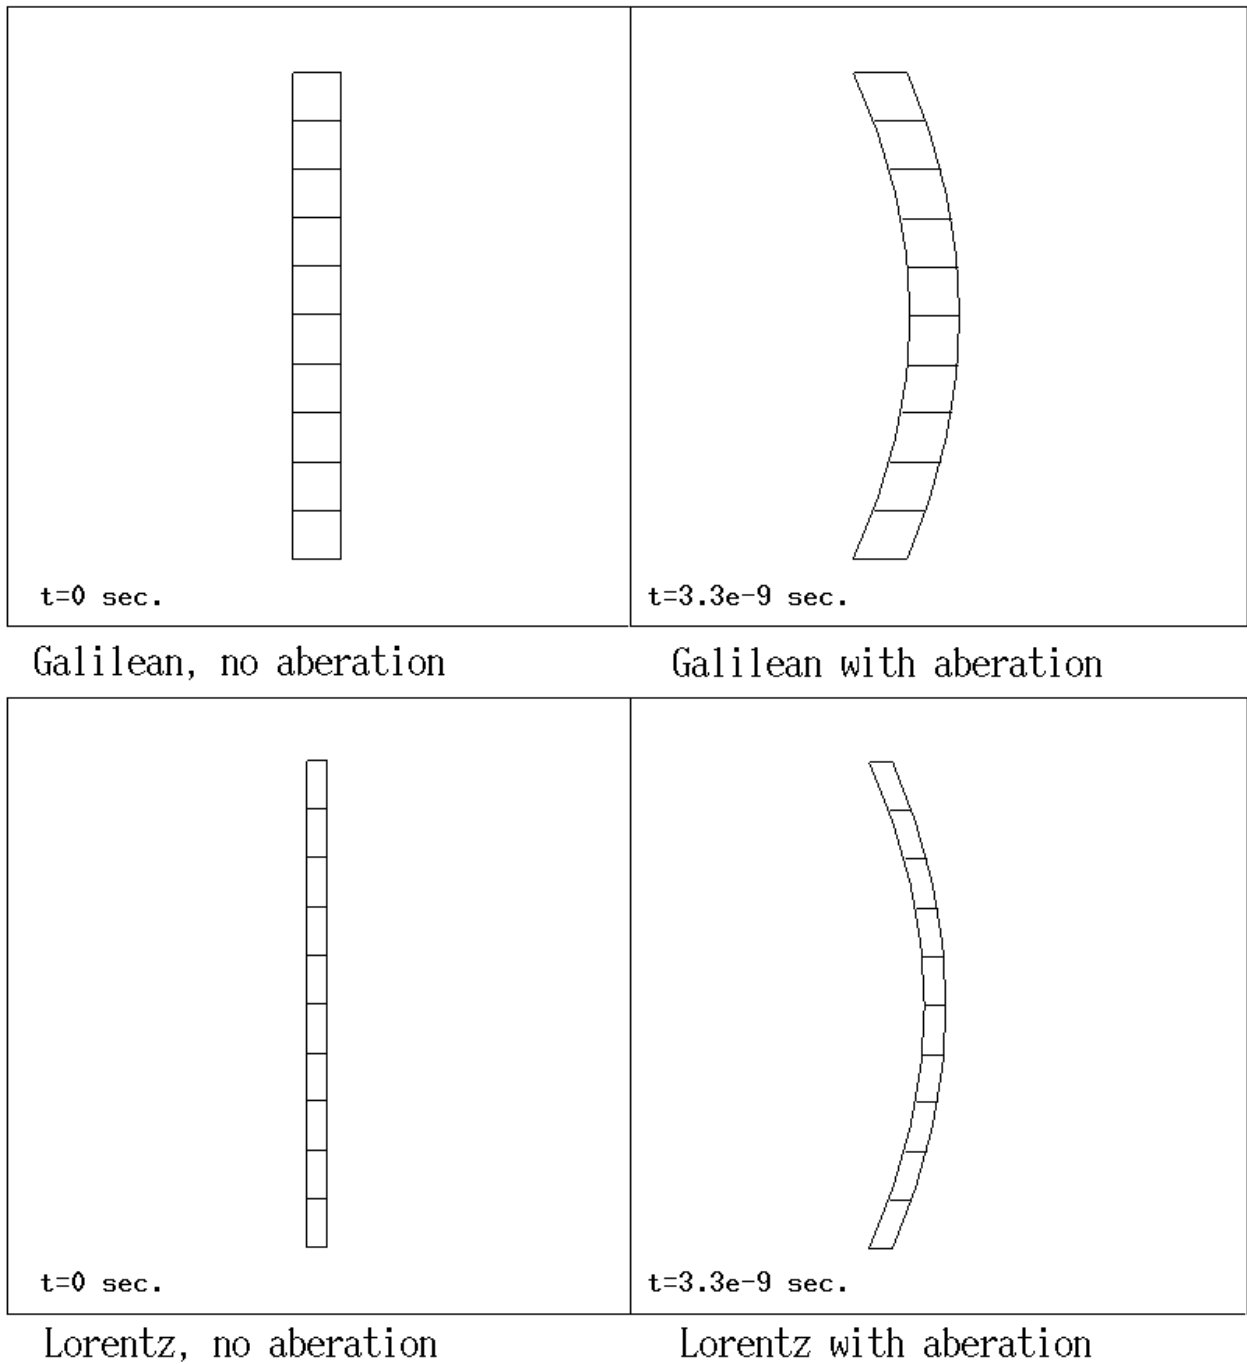 t=0 sec.
t=3.3e-9 sec.
Galilean, no aberation
Galilean with aberation
t=0 sec.
t=3.3e-9 sec.
Lorentz, no aberation
Lorentz with aberation